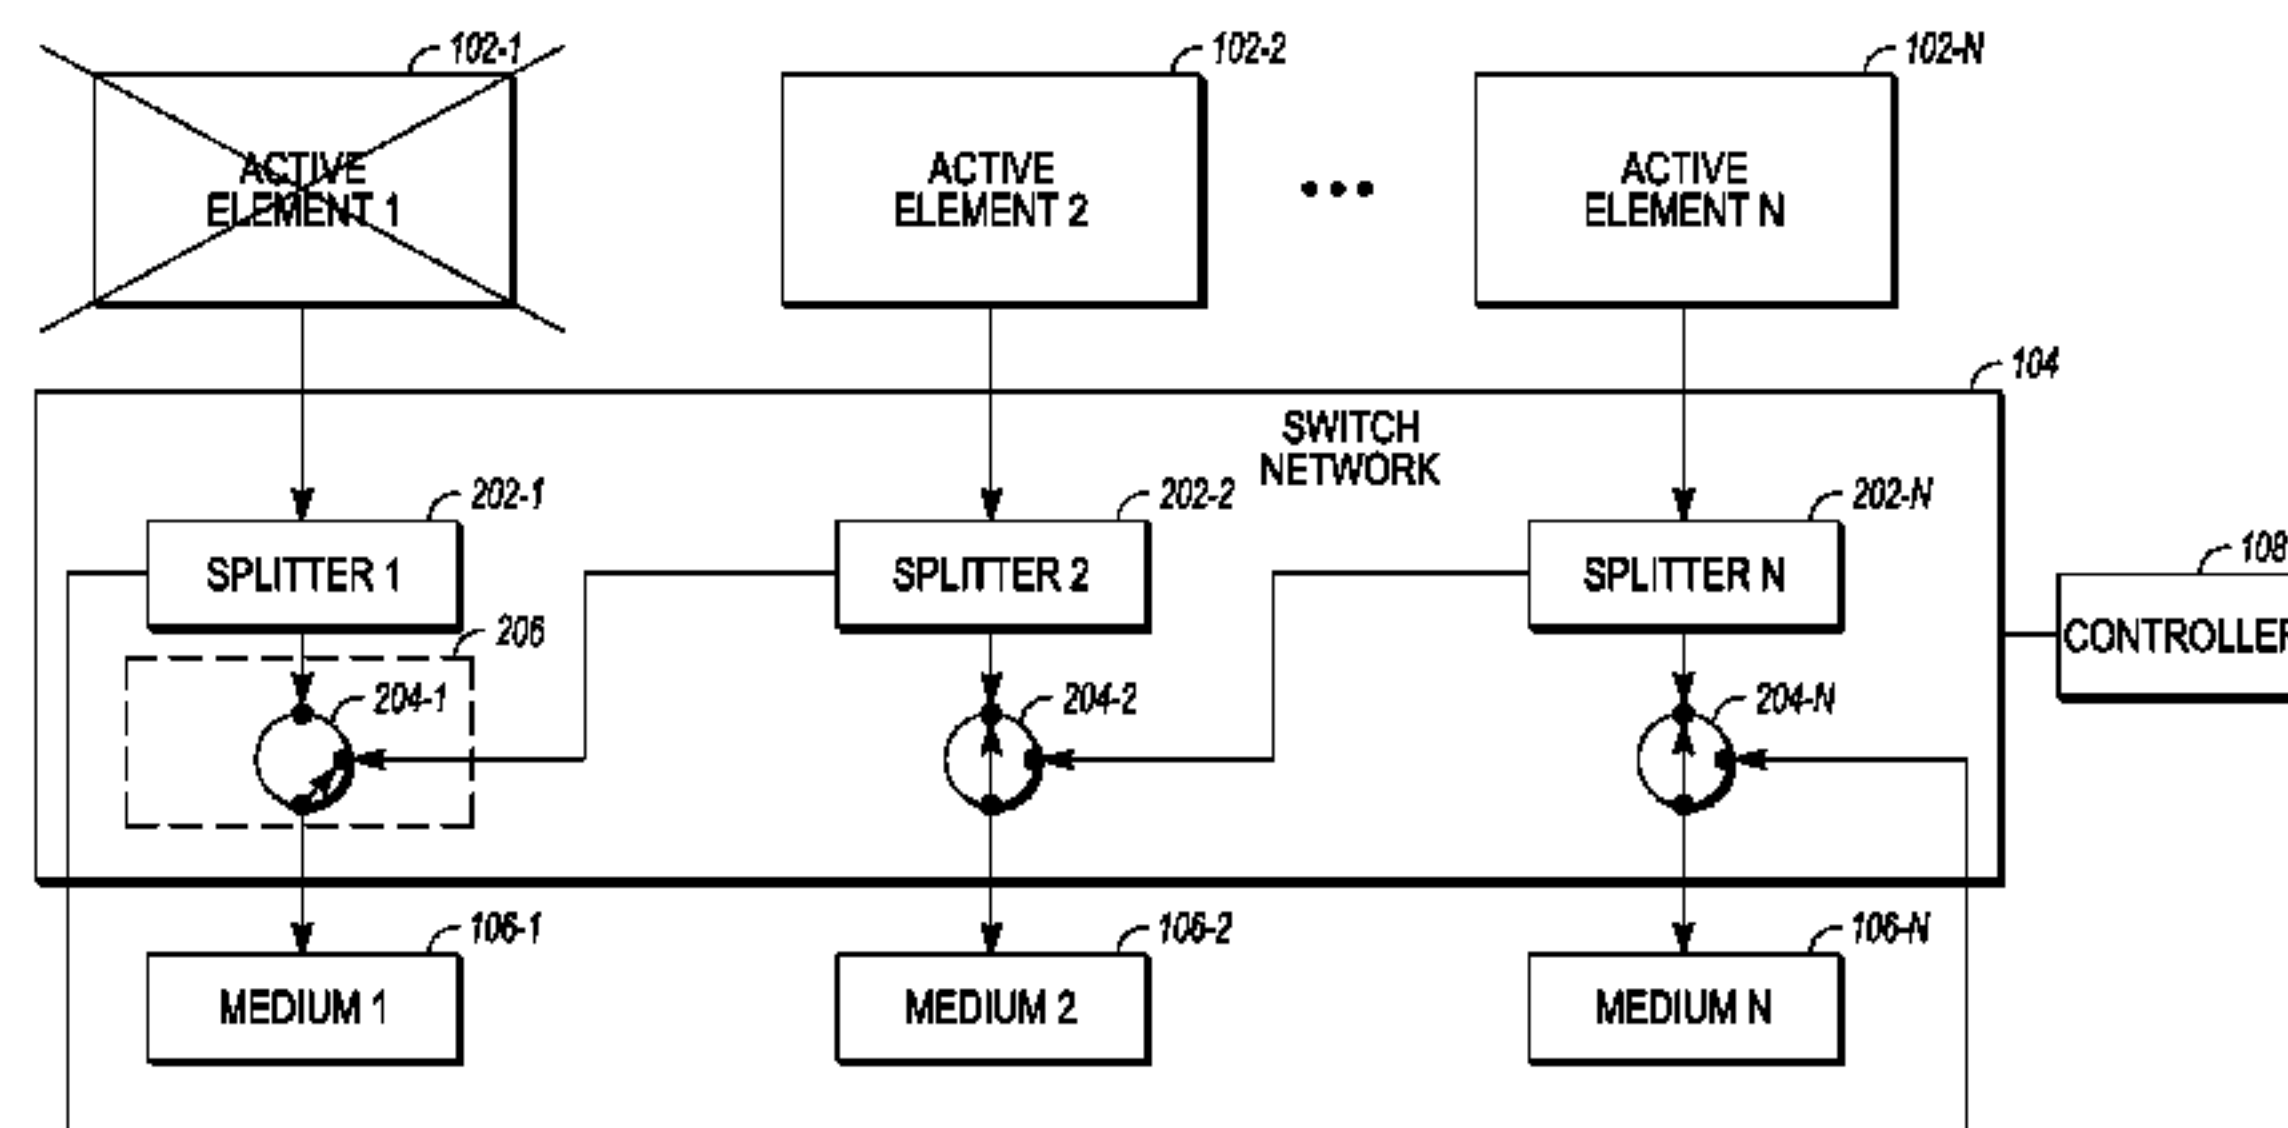 102-1
102-2
102-N
ACTIVE
ELEMENT 1
ACTIVE
ELEMENT 2
ACTIVE
ELEMENT N
104
SWITCH
NETWORK
202-1
202-2
202-N
SPLITTER 1
SPLITTER 2
SPLITTER N
108
CONTROLLER
206
204-1
204-2
204-N
106-1
106-2
106-N
MEDIUM 1
MEDIUM 2
MEDIUM N